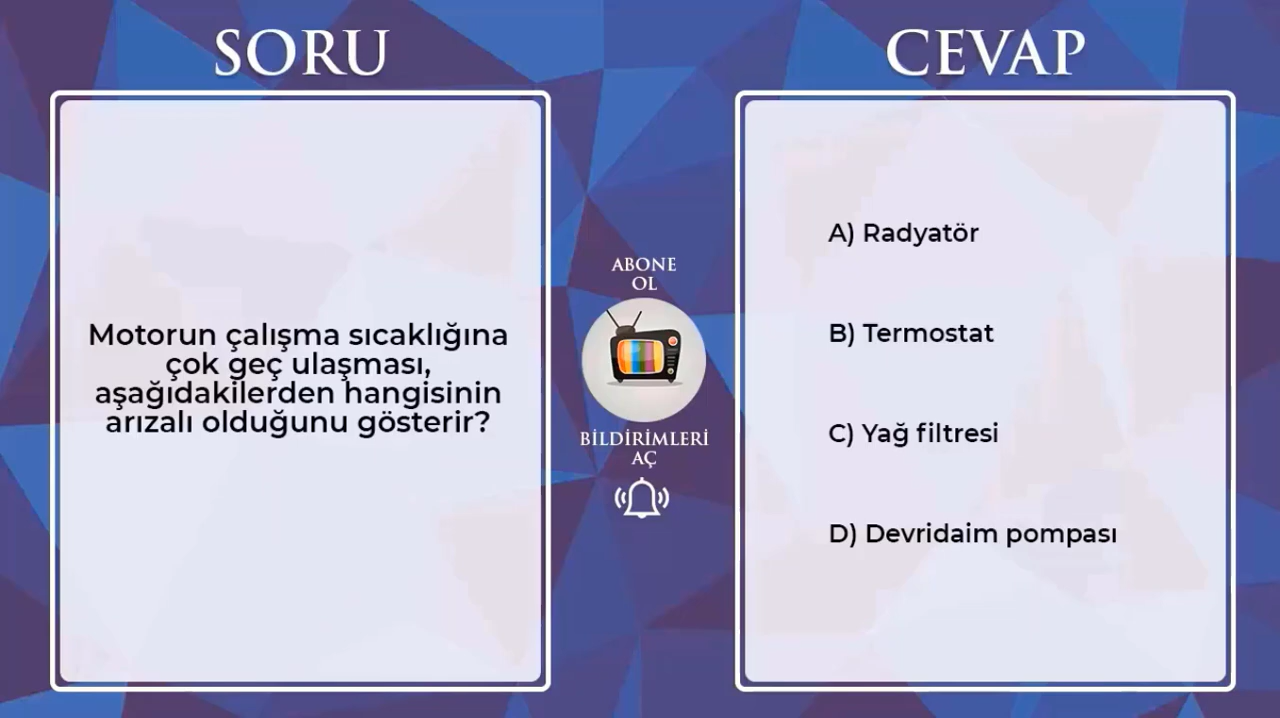 SORU
Motorun çalışma sıcaklığına
çok geç ulaşması,
aşağıdakilerden hangisinin
arızalı olduğunu gösterir?
ABONE
OL
BİLDİRİMLERİ
AÇ
CEVAP
A) Radyatör
B) Termostat
C) Yağ filtresi
D) Devridaim pompası